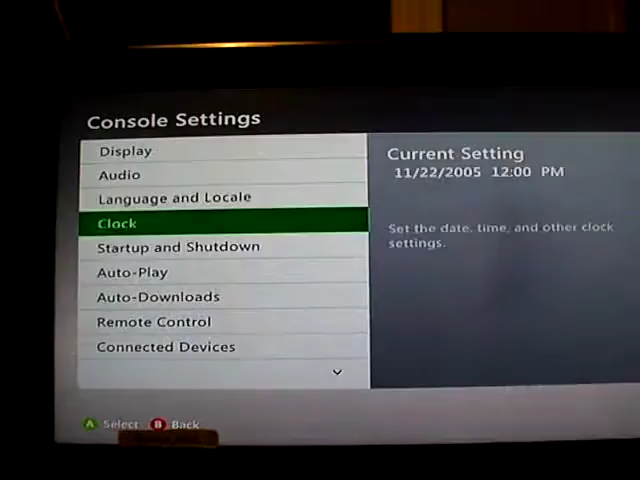 Console Settings
Display
Audio
Language and Locale
Clock
Startup and Shutdown
Auto-Play
Auto-Downloads
Remote Control
Connected Devices
Current Setting
11/22/2005 12:00 PM
Set the date, time, and other clock
settings.
A Select B Back